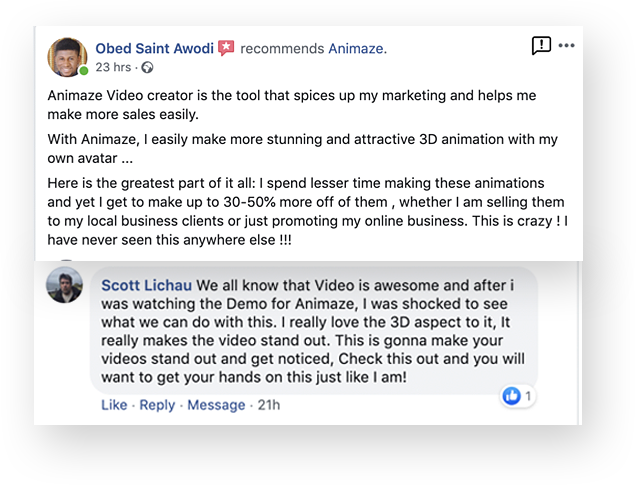 Obed Saint Awodi recommends Animaze.
23 hrs ·
Animaze Video creator is the tool that spices up my marketing and helps me
make more sales easily.
With Animaze, I easily make more stunning and attractive 3D animation with my
own avatar ...
Here is the greatest part of it all: I spend lesser time making these animations
and yet I get to make up to 30-50% more off of them , whether I am selling them
to my local business clients or just promoting my online business. This is crazy ! I
have never seen this anywhere else !!!
Scott Lichau We all know that Video is awesome and after i
was watching the Demo for Animaze, I was shocked to see
what we can do with this. I really love the 3D aspect to it, It
really makes the video stand out. This is gonna make your
videos stand out and get noticed, Check this out and you will
want to get your hands on this just like I am!
1
Like · Reply · Message · 21h